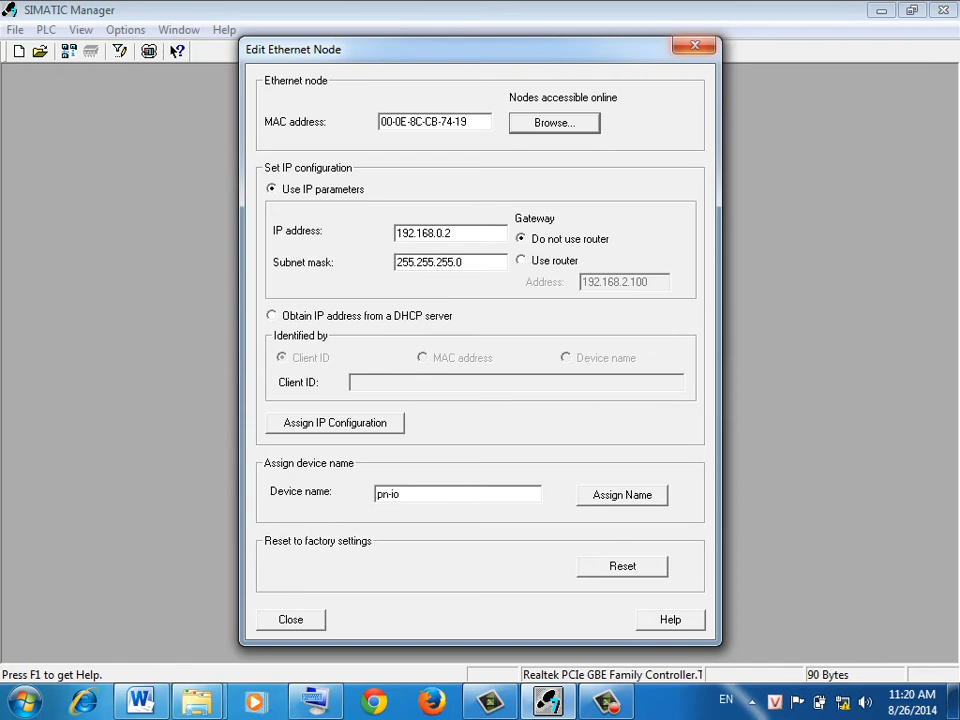 SIMATIC Manager
File PLC View Options Window Help
Edit Ethernet Node
Ethernet node
Nodes accessible online
MAC address: 00-0E-8C-CB-74-19 Browse...
Set IP configuration
Use IP parameters
Gateway
IP address: 192.168.0.2 Do not use router
Subnet mask: 255.255.255.0 Use router
Address: 192.168.2.100
Obtain IP address from a DHCP server
Identified by
Client ID MAC address Device name
Client ID:
Assign IP Configuration
Assign device name
Device name: pn-io Assign Name
Reset to factory settings
Reset
Close Help
Press F1 to get Help. Realtek PCIe GBE Family Controller.T 90 Bytes
EN 11:20 AM
8/26/2014